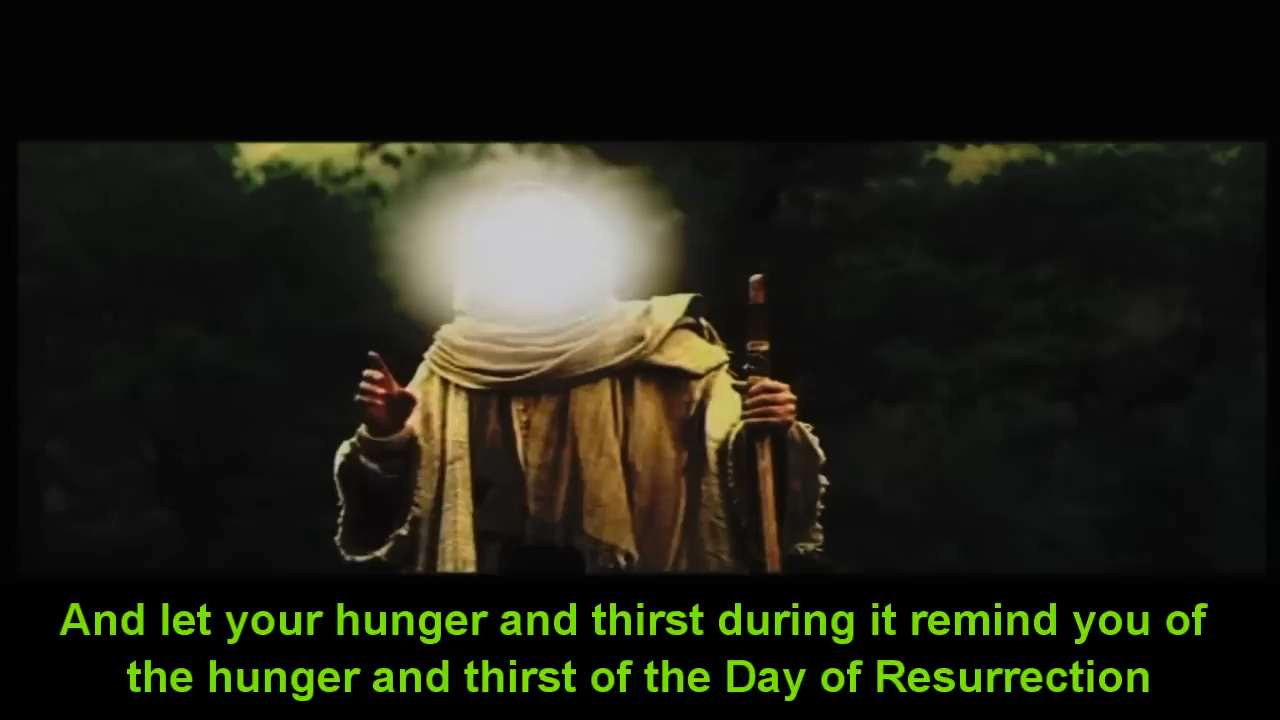 And let your hunger and thirst during it remind you of
the hunger and thirst of the Day of Resurrection